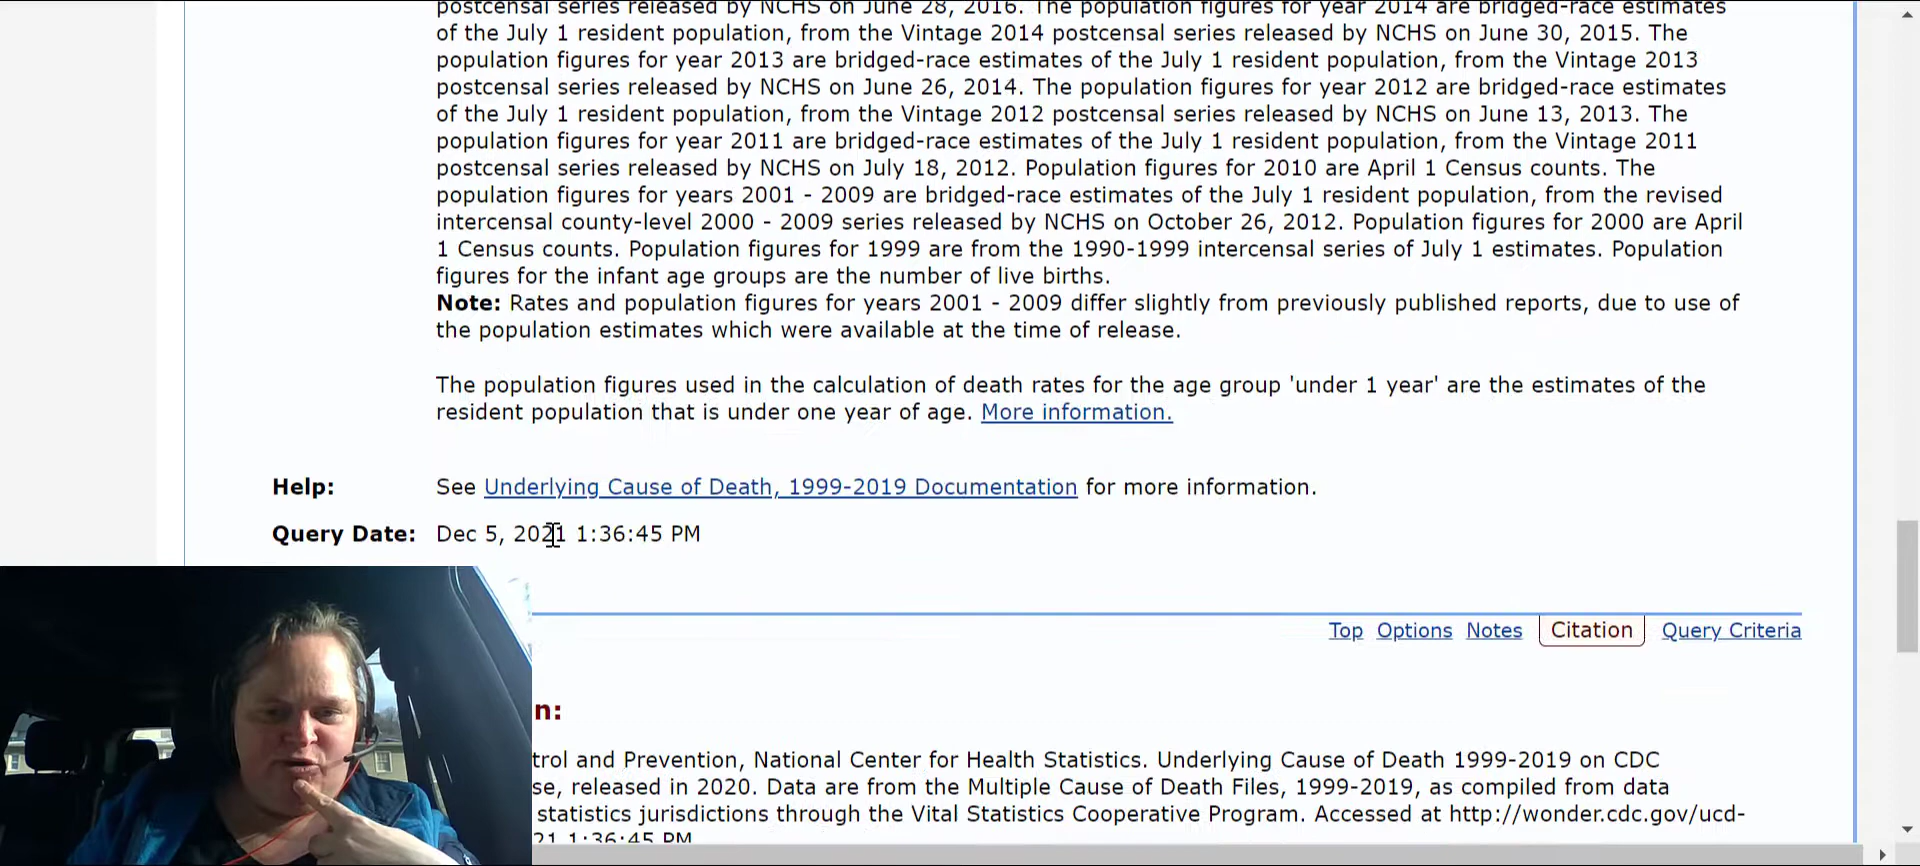 postcensal series released by NCHS on June 28, 2016. The population figures for year 2014 are bridged-race estimates
of the July 1 resident population, from the Vintage 2014 postcensal series released by NCHS on June 30, 2015. The
population figures for year 2013 are bridged-race estimates of the July 1 resident population, from the Vintage 2013
postcensal series released by NCHS on June 26, 2014. The population figures for year 2012 are bridged-race estimates
of the July 1 resident population, from the Vintage 2012 postcensal series released by NCHS on June 13, 2013. The
population figures for year 2011 are bridged-race estimates of the July 1 resident population, from the Vintage 2011
postcensal series released by NCHS on July 18, 2012. Population figures for 2010 are April 1 Census counts. The
population figures for years 2001 - 2009 are bridged-race estimates of the July 1 resident population, from the revised
intercensal county-level 2000 - 2009 series released by NCHS on October 26, 2012. Population figures for 2000 are April
1 Census counts. Population figures for 1999 are from the 1990-1999 intercensal series of July 1 estimates. Population
figures for the infant age groups are the number of live births.
Note: Rates and population figures for years 2001 - 2009 differ slightly from previously published reports, due to use of
the population estimates which were available at the time of release.
The population figures used in the calculation of death rates for the age group 'under 1 year' are the estimates of the
resident population that is under one year of age. More information.
Help: See Underlying Cause of Death, 1999-2019 Documentation for more information.
Query Date: Dec 5, 2021 1:36:45 PM
Top Options Notes Citation Query Criteria
n:
trol and Prevention, National Center for Health Statistics. Underlying Cause of Death 1999-2019 on CDC
se, released in 2020. Data are from the Multiple Cause of Death Files, 1999-2019, as compiled from data
statistics jurisdictions through the Vital Statistics Cooperative Program. Accessed at http://wonder.cdc.gov/ucd-
21 1:36:45 PM